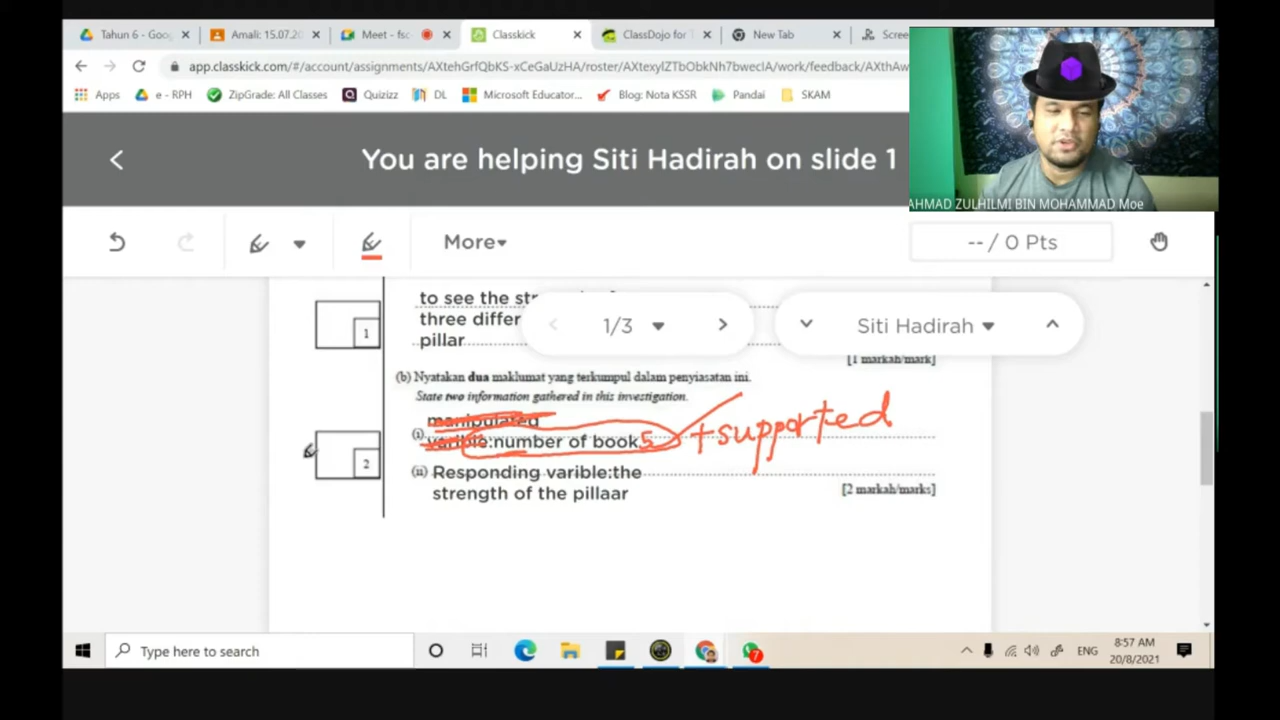 Tahun 6 - Goog
Amali: 15.07.20
Meet - fsc
Classkick
ClassDojo for T
New Tab
Scree
app.classkick.com/#/account/assignments/AXtehGrfQbKS-xCeGaUzHA/roster/AXtexylZTbObkNh7bwecIA/work/feedback/AXthAw
Apps
e - RPH
ZipGrade: All Classes
Quizizz
DL
Microsoft Educator...
Blog: Nota KSSR
Pandai
SKAM
You are helping Siti Hadirah on slide 1
AHMAD ZULHILMI BIN MOHAMMAD Moe
More
-- / 0 Pts
to see the
three differ
pillar
1
1/3
Siti Hadirah
[1 markah/mark]
(b) Nyatakan dua maklumat yang terkumpul dalam penyiasatan ini.
State two information gathered in this investigation.
manipulated
(i) varible:number of book.s + supported
2
(ii) Responding varible:the
strength of the pillaar
[2 markah/marks]
Type here to search
7
ENG
8:57 AM
20/8/2021